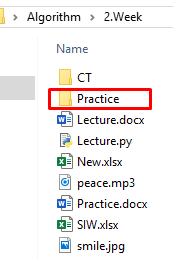 Algorithm > 2.Week
Name
CT
Practice
Lecture.docx
Lecture.py
New.xlsx
peace.mp3
Practice.docx
SIW.xlsx
smile.jpg